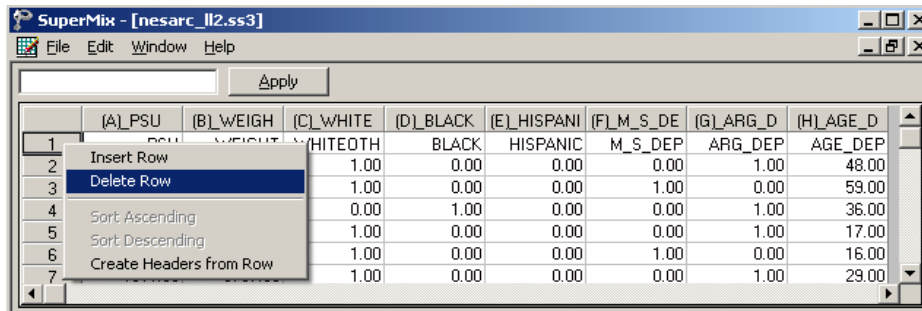 SuperMix - [nesarc_ll2.ss3]
File Edit Window Help
Apply
(A)_PSU (B)_WEIGH (C)_WHITE (D)_BLACK (E)_HISPANI (F)_M_S_DE (G)_ARG_D (H)_AGE_D
1 PSU WEIGHT WHITEOTH BLACK HISPANIC M_S_DEP ARG_DEP AGE_DEP
2 Insert Row 1.00 0.00 0.00 0.00 1.00 48.00
3 Delete Row 1.00 0.00 0.00 1.00 0.00 59.00
4 Sort Ascending 0.00 1.00 0.00 0.00 1.00 36.00
5 Sort Descending 1.00 0.00 0.00 0.00 1.00 17.00
6 Create Headers from Row 1.00 0.00 0.00 1.00 0.00 16.00
7 1.00 0.00 0.00 0.00 1.00 29.00